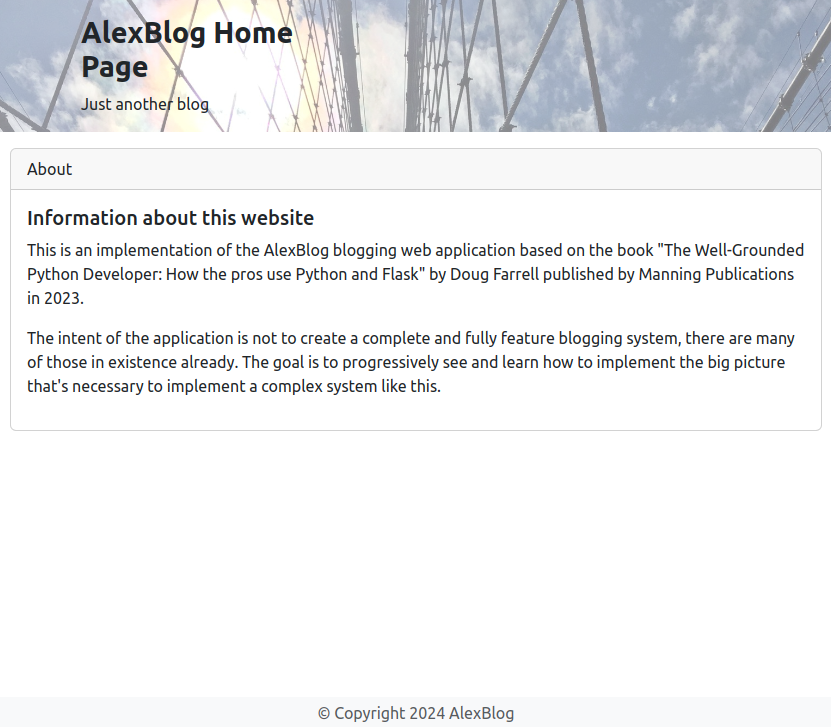 AlexBlog Home
Page
Just another blog
About
Information about this website
This is an implementation of the AlexBlog blogging web application based on the book "The Well-Grounded
Python Developer: How the pros use Python and Flask" by Doug Farrell published by Manning Publications
in 2023.
The intent of the application is not to create a complete and fully feature blogging system, there are many
of those in existence already. The goal is to progressively see and learn how to implement the big picture
that's necessary to implement a complex system like this.
© Copyright 2024 AlexBlog